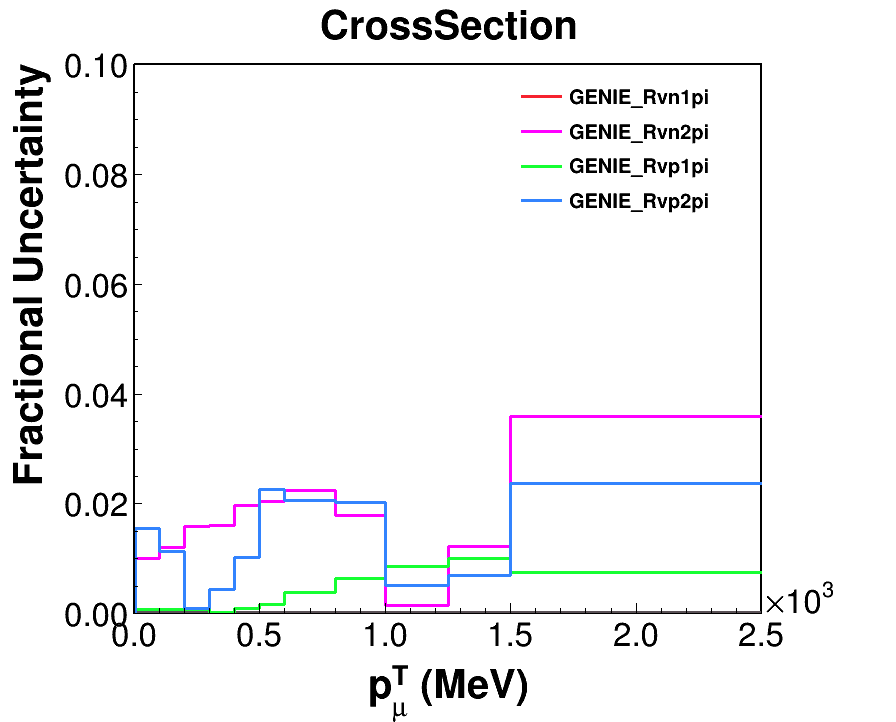 CrossSection
Fractional Uncertainty
0.10
0.08
0.06
0.04
0.02
0.00
GENIE_Rvn1pi
GENIE_Rvn2pi
GENIE_Rvp1pi
GENIE_Rvp2pi
0.0 0.5 1.0 1.5 2.0 2.5
×10³
p_μ^T (MeV)